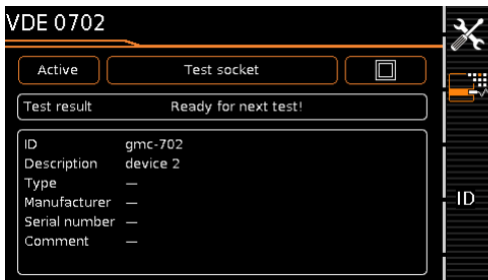 VDE 0702
Active Test socket
Test result Ready for next test!
ID gmc-702
Description device 2
Type —
Manufacturer —
Serial number —
Comment —
ID